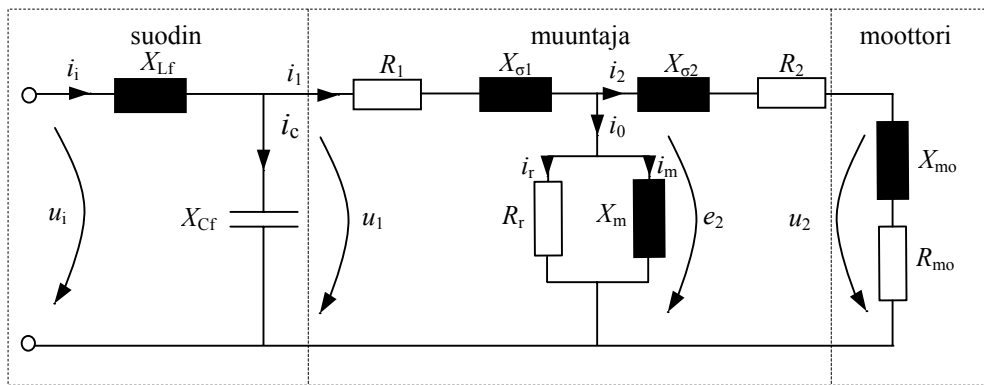 suodin
muuntaja
moottori
i_i
X_Lf
i_1
R_1
X_σ1
i_2
X_σ2
R_2
i_c
i_0
i_r
i_m
X_mo
u_i
X_Cf
u_1
R_r
X_m
e_2
u_2
R_mo